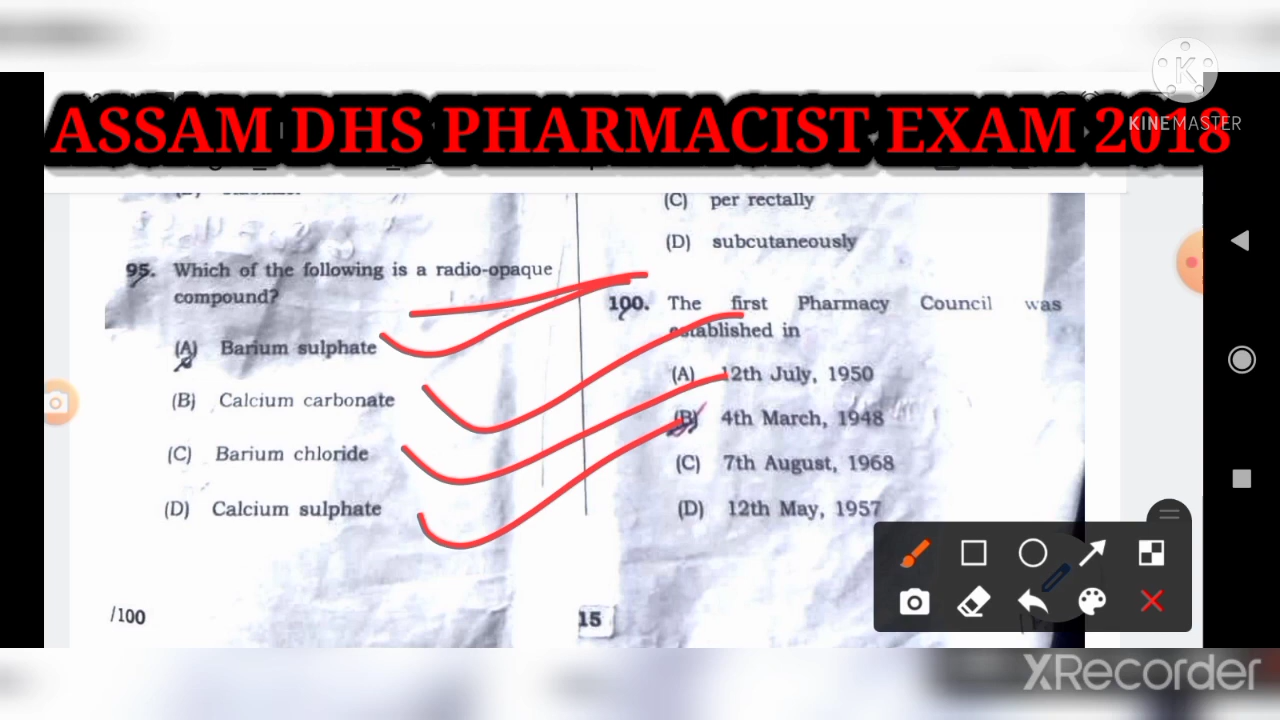 ASSAM DHS PHARMACIST EXAM 2018
KINEMASTER
K
95. Which of the following is a radio-opaque
compound?
(A) Barium sulphate
(B) Calcium carbonate
(C) Barium chloride
(D) Calcium sulphate
/100
15
(C) per rectally
(D) subcutaneously
100. The first Pharmacy Council was
established in
(A) 12th July, 1950
(B) 4th March, 1948
(C) 7th August, 1968
(D) 12th May, 1957
XRecorder